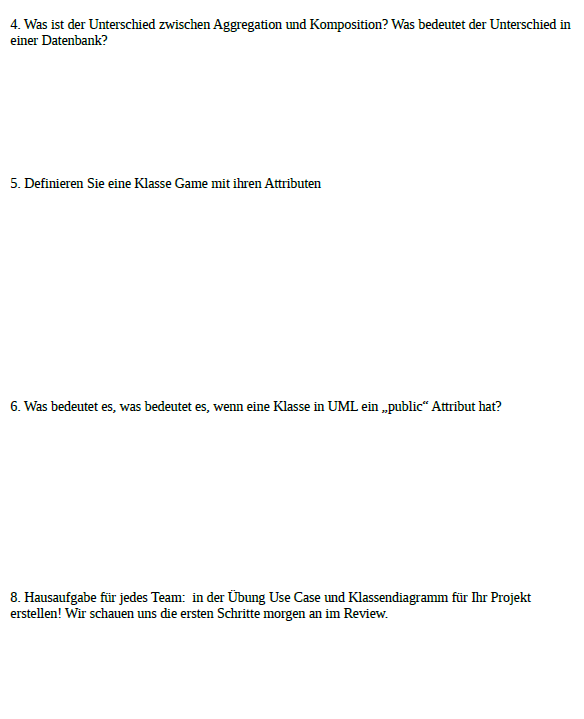 4. Was ist der Unterschied zwischen Aggregation und Komposition? Was bedeutet der Unterschied in
einer Datenbank?
5. Definieren Sie eine Klasse Game mit ihren Attributen
6. Was bedeutet es, was bedeutet es, wenn eine Klasse in UML ein „public“ Attribut hat?
8. Hausaufgabe für jedes Team:  in der Übung Use Case und Klassendiagramm für Ihr Projekt
erstellen! Wir schauen uns die ersten Schritte morgen an im Review.